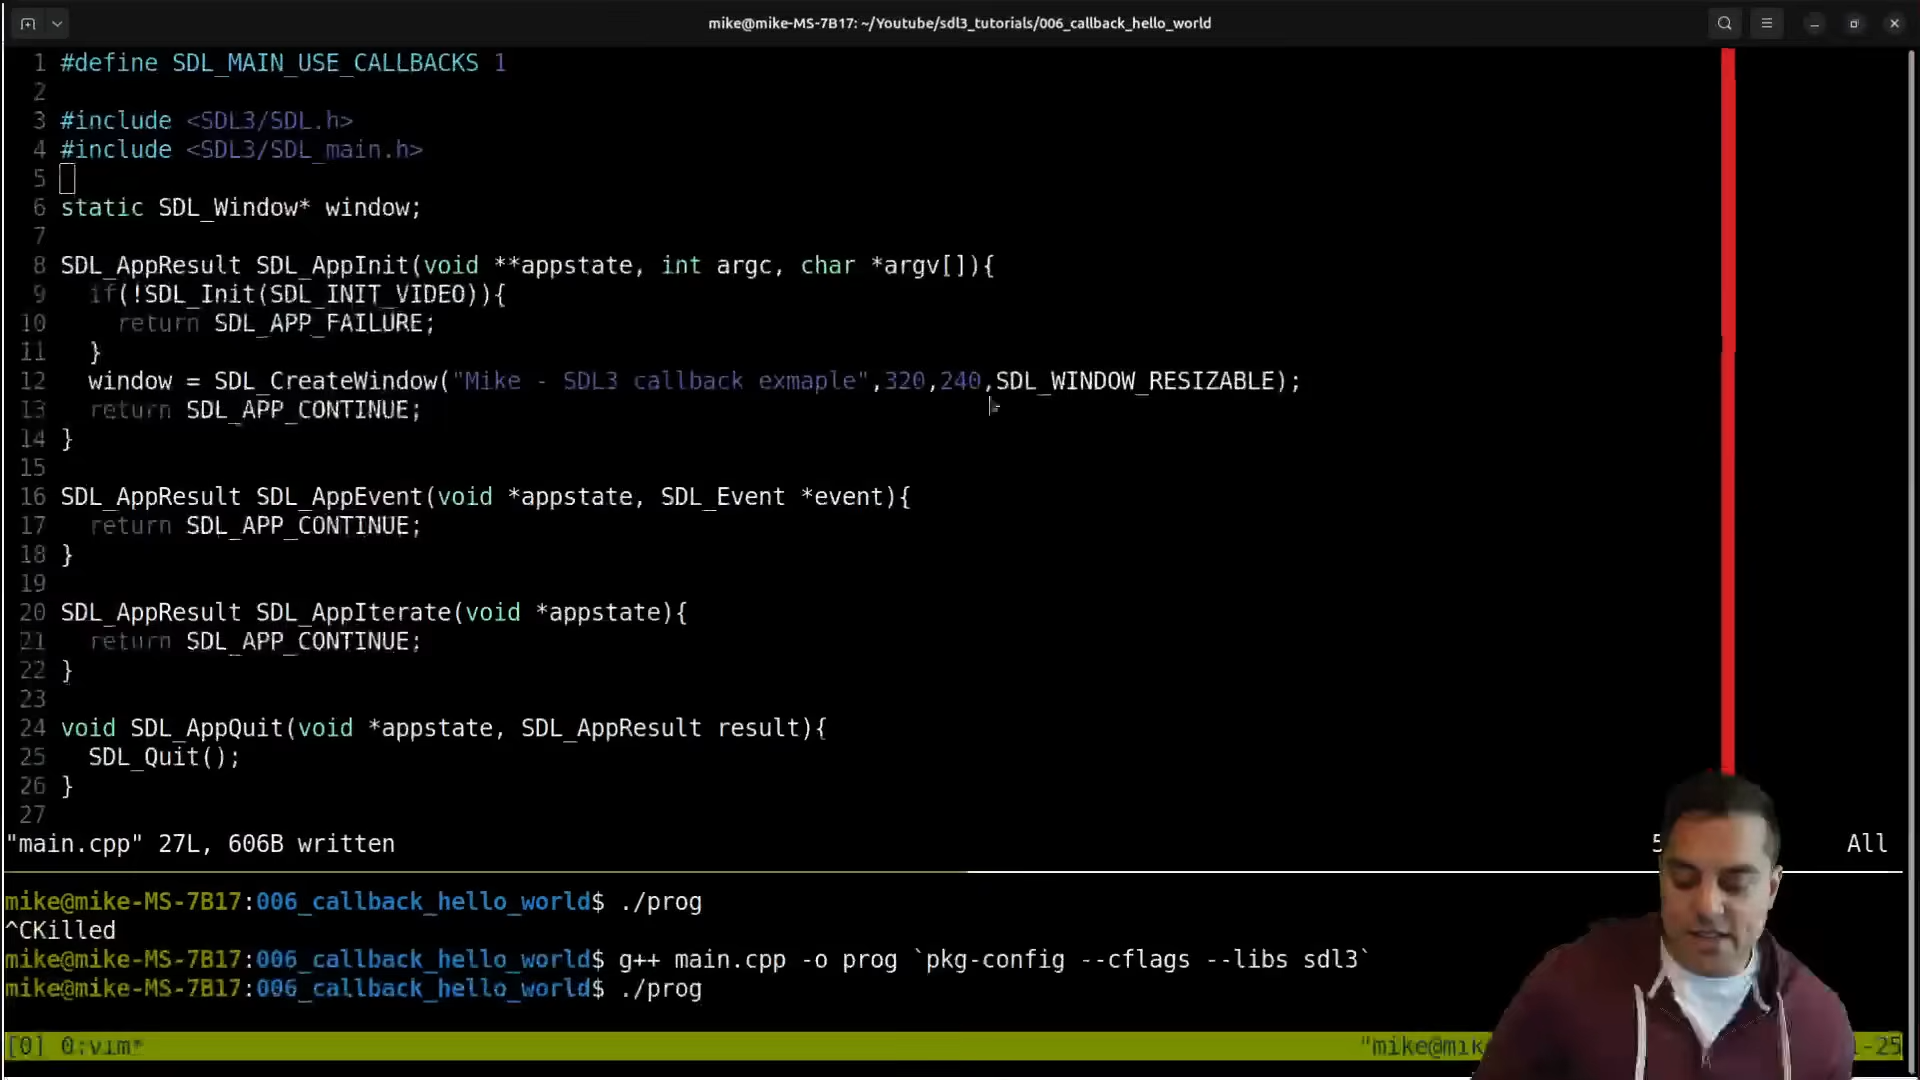 mike@mike-MS-7B17: ~/Youtube/sdl3_tutorials/006_callback_hello_world
1 #define SDL_MAIN_USE_CALLBACKS 1
2
3 #include <SDL3/SDL.h>
4 #include <SDL3/SDL_main.h>
5
6 static SDL_Window* window;
7
8 SDL_AppResult SDL_AppInit(void **appstate, int argc, char *argv[]){
9   if(!SDL_Init(SDL_INIT_VIDEO)){
10     return SDL_APP_FAILURE;
11   }
12   window = SDL_CreateWindow("Mike - SDL3 callback exmaple",320,240,SDL_WINDOW_RESIZABLE);
13   return SDL_APP_CONTINUE;
14 }
15
16 SDL_AppResult SDL_AppEvent(void *appstate, SDL_Event *event){
17   return SDL_APP_CONTINUE;
18 }
19
20 SDL_AppResult SDL_AppIterate(void *appstate){
21   return SDL_APP_CONTINUE;
22 }
23
24 void SDL_AppQuit(void *appstate, SDL_AppResult result){
25   SDL_Quit();
26 }
27
"main.cpp" 27L, 606B written All
mike@mike-MS-7B17:006_callback_hello_world$ ./prog
^CKilled
mike@mike-MS-7B17:006_callback_hello_world$ g++ main.cpp -o prog `pkg-config --cflags --libs sdl3`
mike@mike-MS-7B17:006_callback_hello_world$ ./prog
[0] 0:vim*